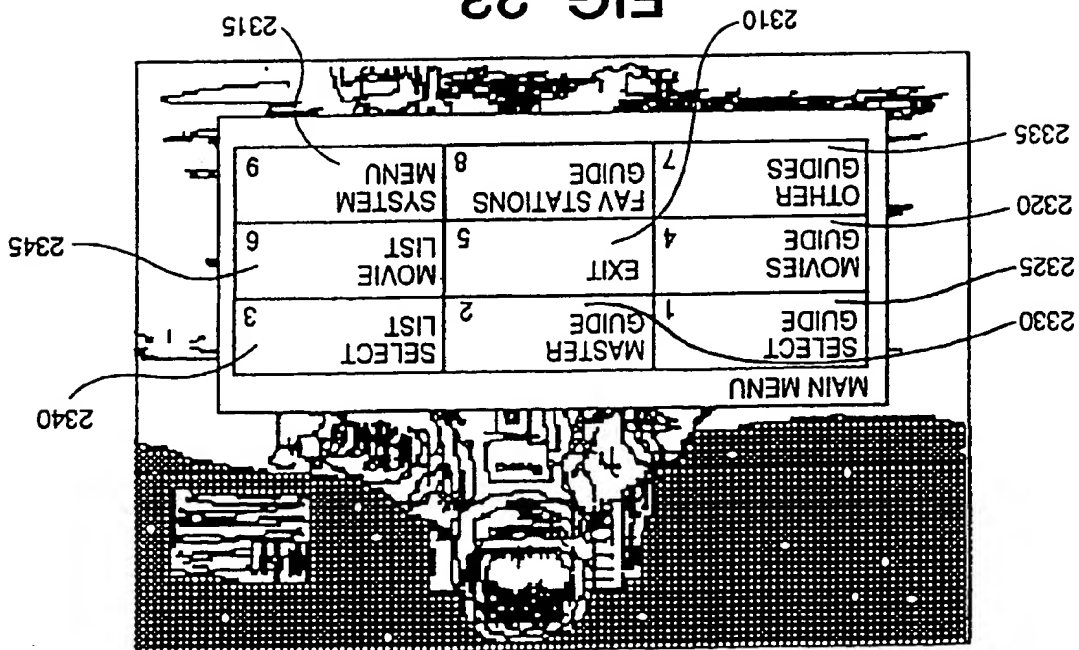 MAIN MENU
SELECT GUIDE 1
MASTER GUIDE 2
SELECT LIST 3
MOVIES GUIDE 4
EXIT 5
MOVIE LIST 6
OTHER GUIDES 7
FAV STATIONS GUIDE 8
SYSTEM MENU 9
2340
2330
2325
2345
2320
2335
2310
2315
FIG 23